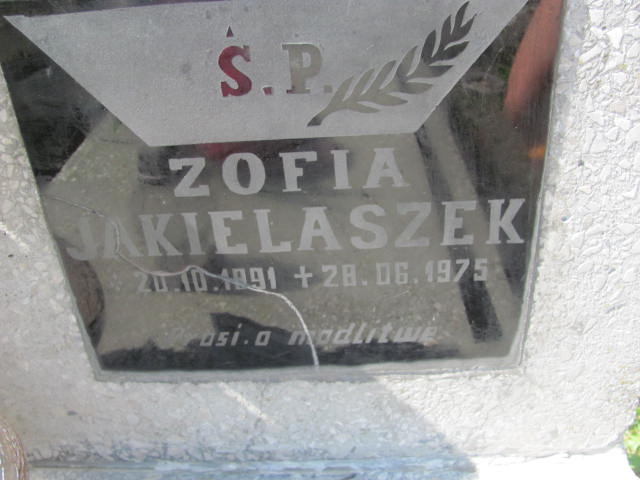 Ś.P.
ZOFIA
JAKIELASZEK
* 20.10.1891 + 28.06.1975
Prosi o modlitwę